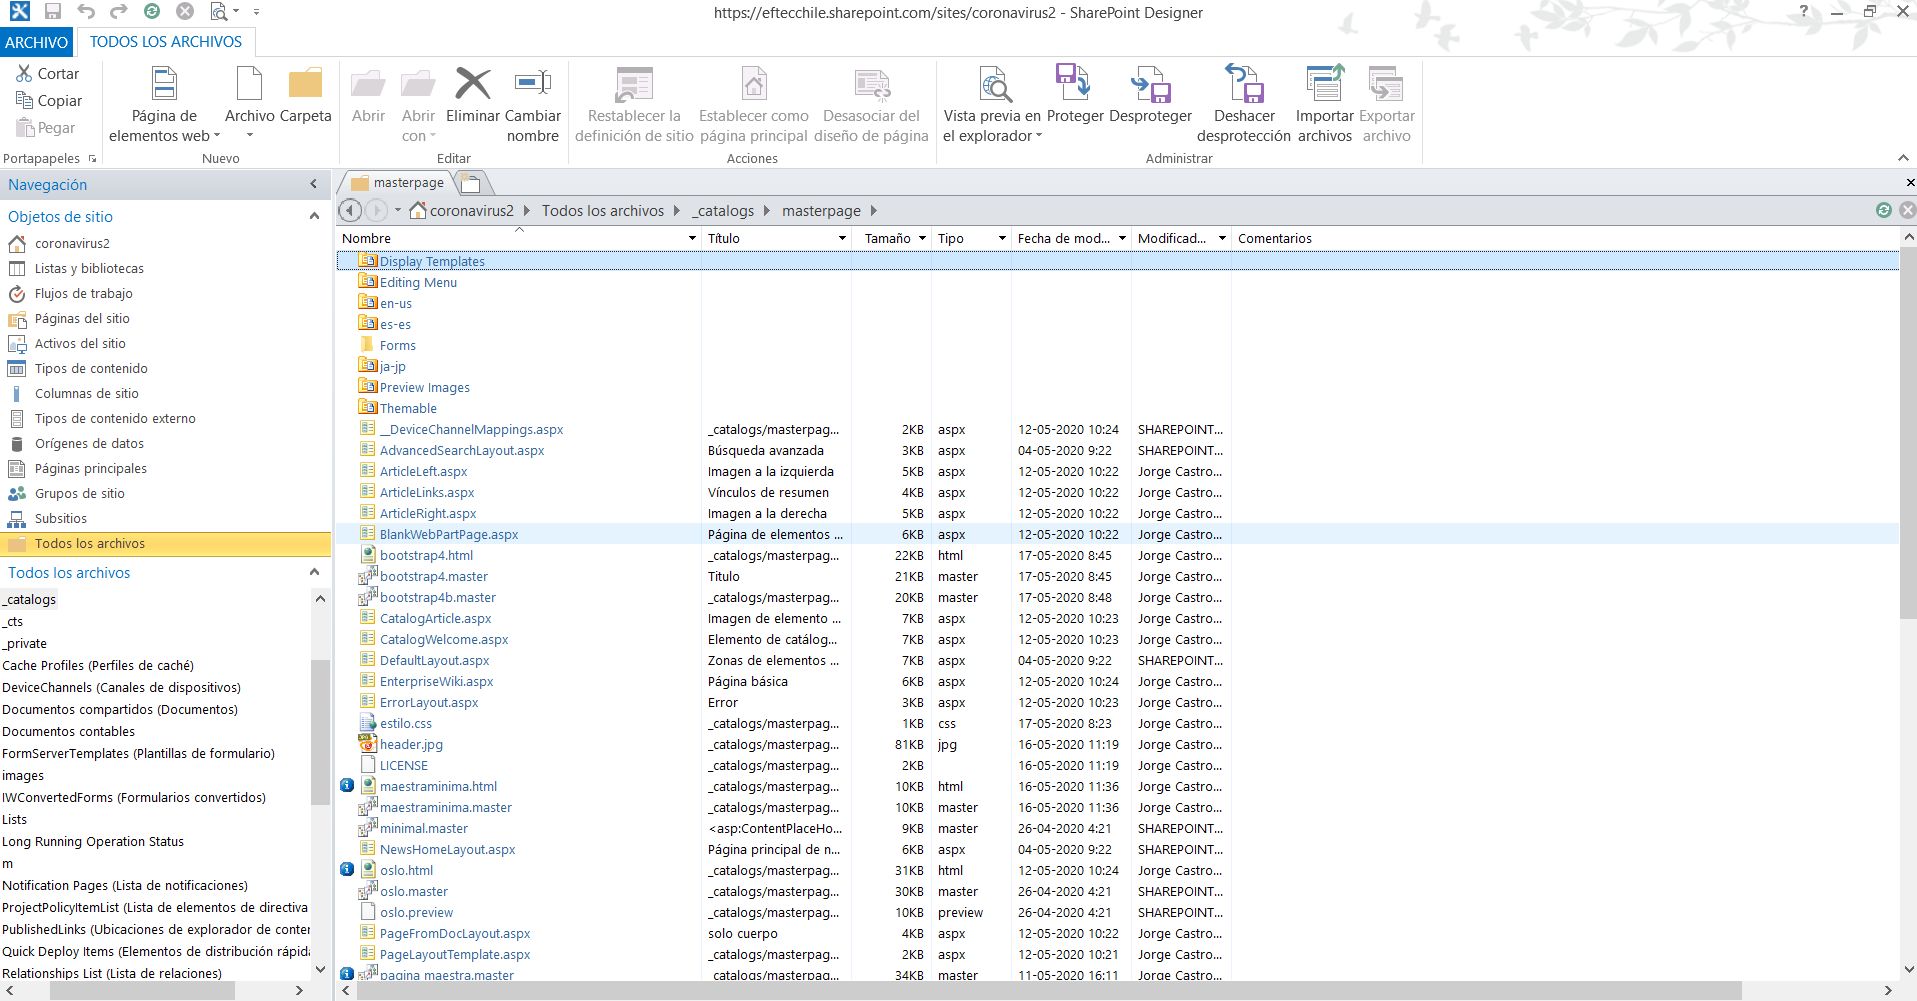 https://eftecchile.sharepoint.com/sites/coronavirus2 - SharePoint Designer
ARCHIVO TODOS LOS ARCHIVOS
Cortar
Copiar
Pegar
Portapapeles
Página de elementos web
Archivo
Carpeta
Nuevo
Abrir
Abrir con
Eliminar
Cambiar nombre
Editar
Restablecer la definición de sitio
Establecer como página principal
Desasociar del diseño de página
Acciones
Vista previa en el explorador
Proteger
Desproteger
Deshacer desprotección
Importar archivos
Exportar archivo
Administrar
Navegación
Objetos de sitio
coronavirus2
Listas y bibliotecas
Flujos de trabajo
Páginas del sitio
Activos del sitio
Tipos de contenido
Columnas de sitio
Tipos de contenido externo
Orígenes de datos
Páginas principales
Grupos de sitio
Subsitios
Todos los archivos
Todos los archivos
_catalogs
_cts
_private
Cache Profiles (Perfiles de caché)
DeviceChannels (Canales de dispositivos)
Documentos compartidos (Documentos)
Documentos contables
FormServerTemplates (Plantillas de formulario)
images
IWConvertedForms (Formularios convertidos)
Lists
Long Running Operation Status
m
Notification Pages (Lista de notificaciones)
ProjectPolicyItemList (Lista de elementos de directiva
PublishedLinks (Ubicaciones de explorador de conter
Quick Deploy Items (Elementos de distribución rápida
Relationships List (Lista de relaciones)
masterpage
coronavirus2 Todos los archivos _catalogs masterpage
Nombre Título Tamaño Tipo Fecha de mod... Modificad... Comentarios
Display Templates
Editing Menu
en-us
es-es
Forms
ja-jp
Preview Images
Themable
__DeviceChannelMappings.aspx _catalogs/masterpag... 2KB aspx 12-05-2020 10:24 SHAREPOINT...
AdvancedSearchLayout.aspx Búsqueda avanzada 3KB aspx 04-05-2020 9:22 SHAREPOINT...
ArticleLeft.aspx Imagen a la izquierda 5KB aspx 12-05-2020 10:22 Jorge Castro...
ArticleLinks.aspx Vínculos de resumen 4KB aspx 12-05-2020 10:22 Jorge Castro...
ArticleRight.aspx Imagen a la derecha 5KB aspx 12-05-2020 10:22 Jorge Castro...
BlankWebPartPage.aspx Página de elementos ... 6KB aspx 12-05-2020 10:22 Jorge Castro...
bootstrap4.html _catalogs/masterpag... 22KB html 17-05-2020 8:45 Jorge Castro...
bootstrap4.master Titulo 21KB master 17-05-2020 8:45 Jorge Castro...
bootstrap4b.master _catalogs/masterpag... 20KB master 17-05-2020 8:48 Jorge Castro...
CatalogArticle.aspx Imagen de elemento ... 7KB aspx 12-05-2020 10:23 Jorge Castro...
CatalogWelcome.aspx Elemento de catálog... 7KB aspx 12-05-2020 10:23 Jorge Castro...
DefaultLayout.aspx Zonas de elementos ... 7KB aspx 04-05-2020 9:22 SHAREPOINT...
EnterpriseWiki.aspx Página básica 6KB aspx 12-05-2020 10:24 Jorge Castro...
ErrorLayout.aspx Error 3KB aspx 12-05-2020 10:23 Jorge Castro...
estilo.css _catalogs/masterpag... 1KB css 17-05-2020 8:23 Jorge Castro...
header.jpg _catalogs/masterpag... 81KB jpg 16-05-2020 11:19 Jorge Castro...
LICENSE _catalogs/masterpag... 2KB 16-05-2020 11:19 Jorge Castro...
maestraminima.html _catalogs/masterpag... 10KB html 16-05-2020 11:36 Jorge Castro...
maestraminima.master _catalogs/masterpag... 10KB master 16-05-2020 11:36 Jorge Castro...
minimal.master <asp:ContentPlaceHo... 9KB master 26-04-2020 4:21 SHAREPOINT...
NewsHomeLayout.aspx Página principal de n... 6KB aspx 04-05-2020 9:22 SHAREPOINT...
oslo.html _catalogs/masterpag... 31KB html 12-05-2020 10:24 Jorge Castro...
oslo.master _catalogs/masterpag... 30KB master 26-04-2020 4:21 SHAREPOINT...
oslo.preview _catalogs/masterpag... 10KB preview 26-04-2020 4:21 SHAREPOINT...
PageFromDocLayout.aspx solo cuerpo 4KB aspx 12-05-2020 10:22 Jorge Castro...
PageLayoutTemplate.aspx _catalogs/masterpag... 2KB aspx 12-05-2020 10:21 Jorge Castro...
pagina maestra.master _catalogs/masterpag... 34KB master 11-05-2020 16:11 Jorge Castro...